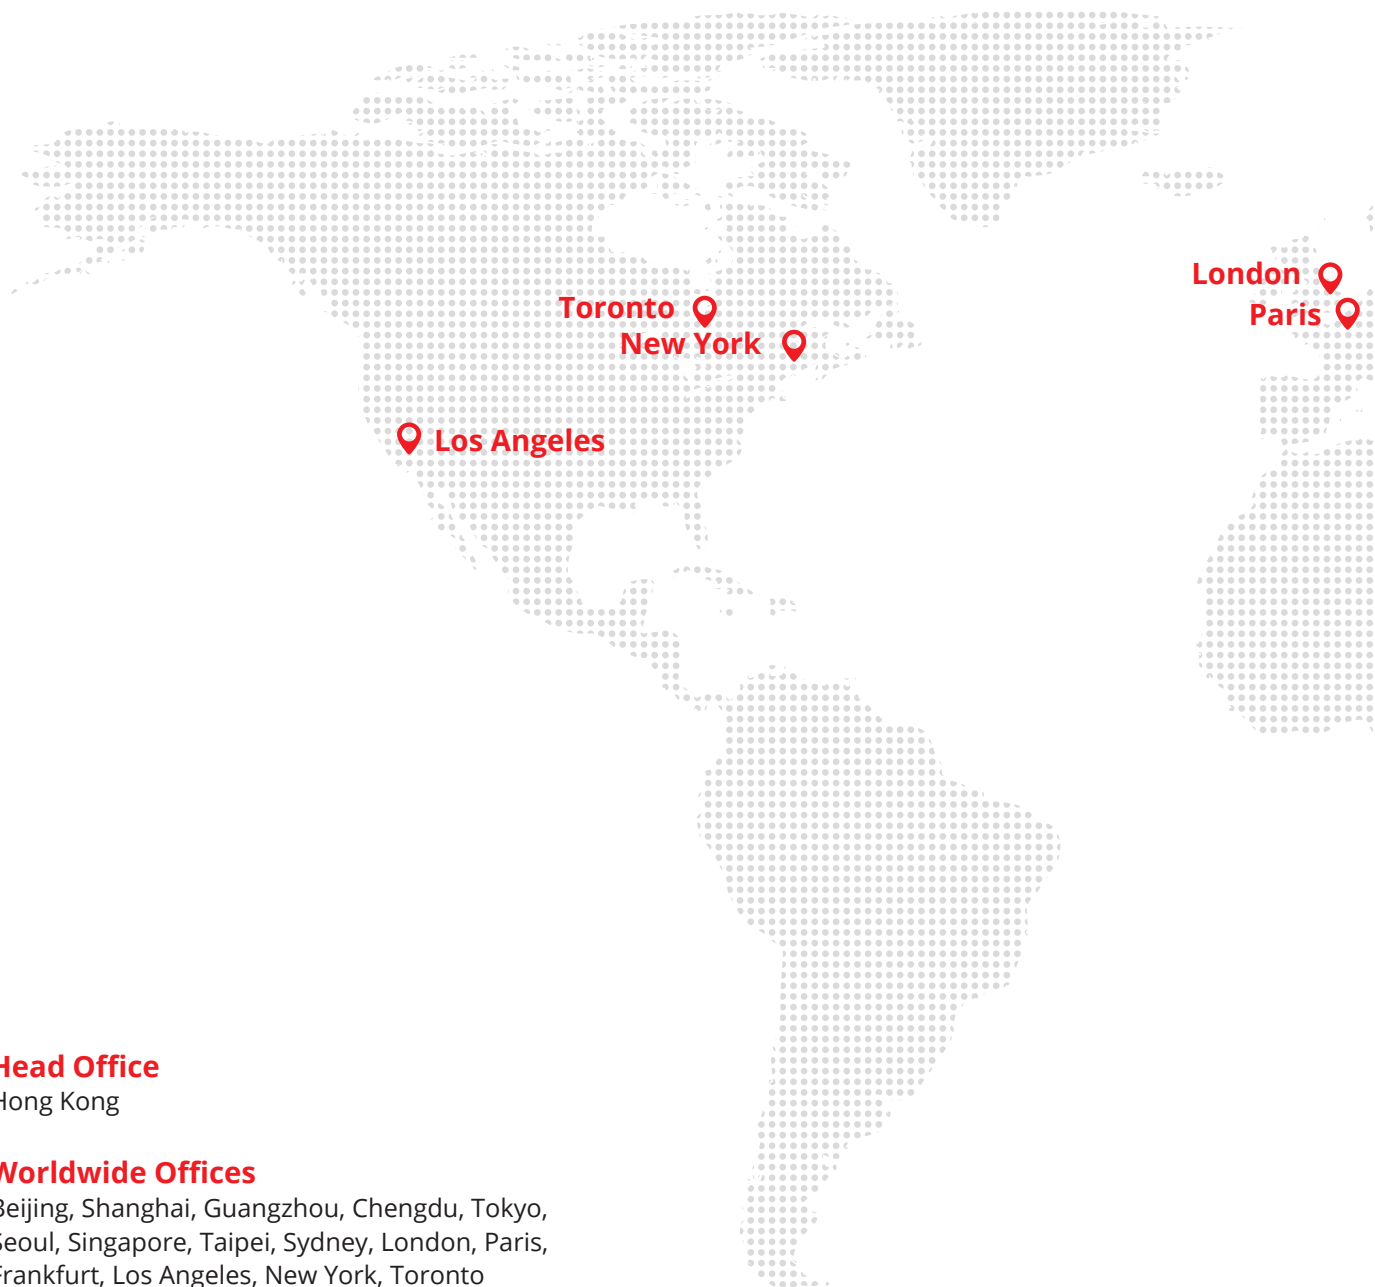 London
Toronto
Paris
New York
Los Angeles
Head Office
Hong Kong
Worldwide Offices
Beijing, Shanghai, Guangzhou, Chengdu, Tokyo,
Seoul, Singapore, Taipei, Sydney, London, Paris,
Frankfurt, Los Angeles, New York, Toronto